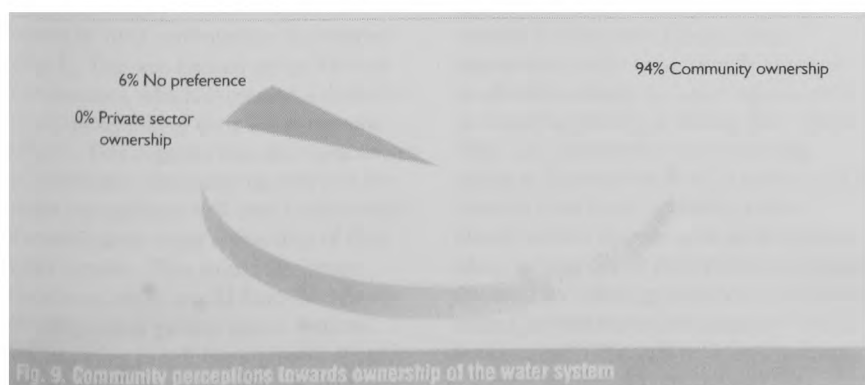 6% No preference
94% Community ownership
0% Private sector
ownership
Fig. 9. Community perceptions towards ownership of the water system